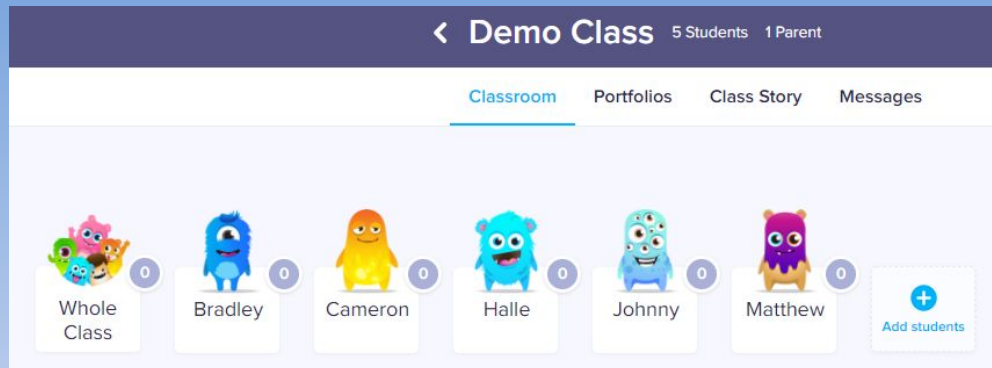 Demo Class 5 Students 1 Parent
Classroom Portfolios Class Story Messages
0 0 0 0 0 0
Whole Class
Bradley
Cameron
Halle
Johnny
Matthew
Add students